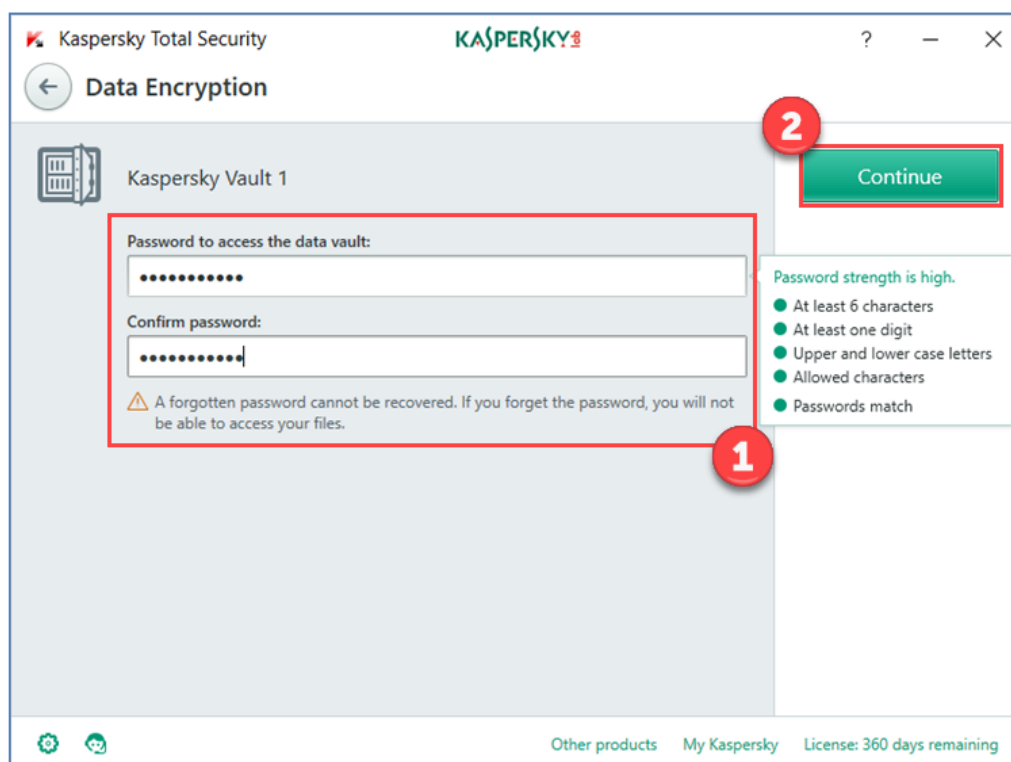 Kaspersky Total Security
KASPERSKY lab
?
Data Encryption
2
Continue
Kaspersky Vault 1
Password to access the data vault:
•••••••••••
Confirm password:
•••••••••••
A forgotten password cannot be recovered. If you forget the password, you will not
be able to access your files.
1
Password strength is high.
At least 6 characters
At least one digit
Upper and lower case letters
Allowed characters
Passwords match
Other products My Kaspersky License: 360 days remaining